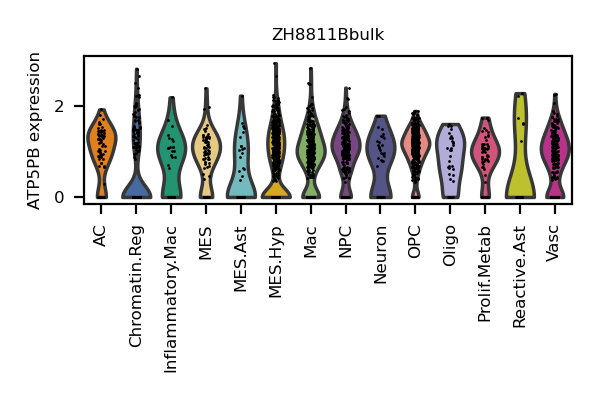 ZH8811Bbulk
ATP5PB expression
2
0
AC
Chromatin.Reg
Inflammatory.Mac
MES
MES.Ast
MES.Hyp
Mac
NPC
Neuron
OPC
Oligo
Prolif.Metab
Reactive.Ast
Vasc